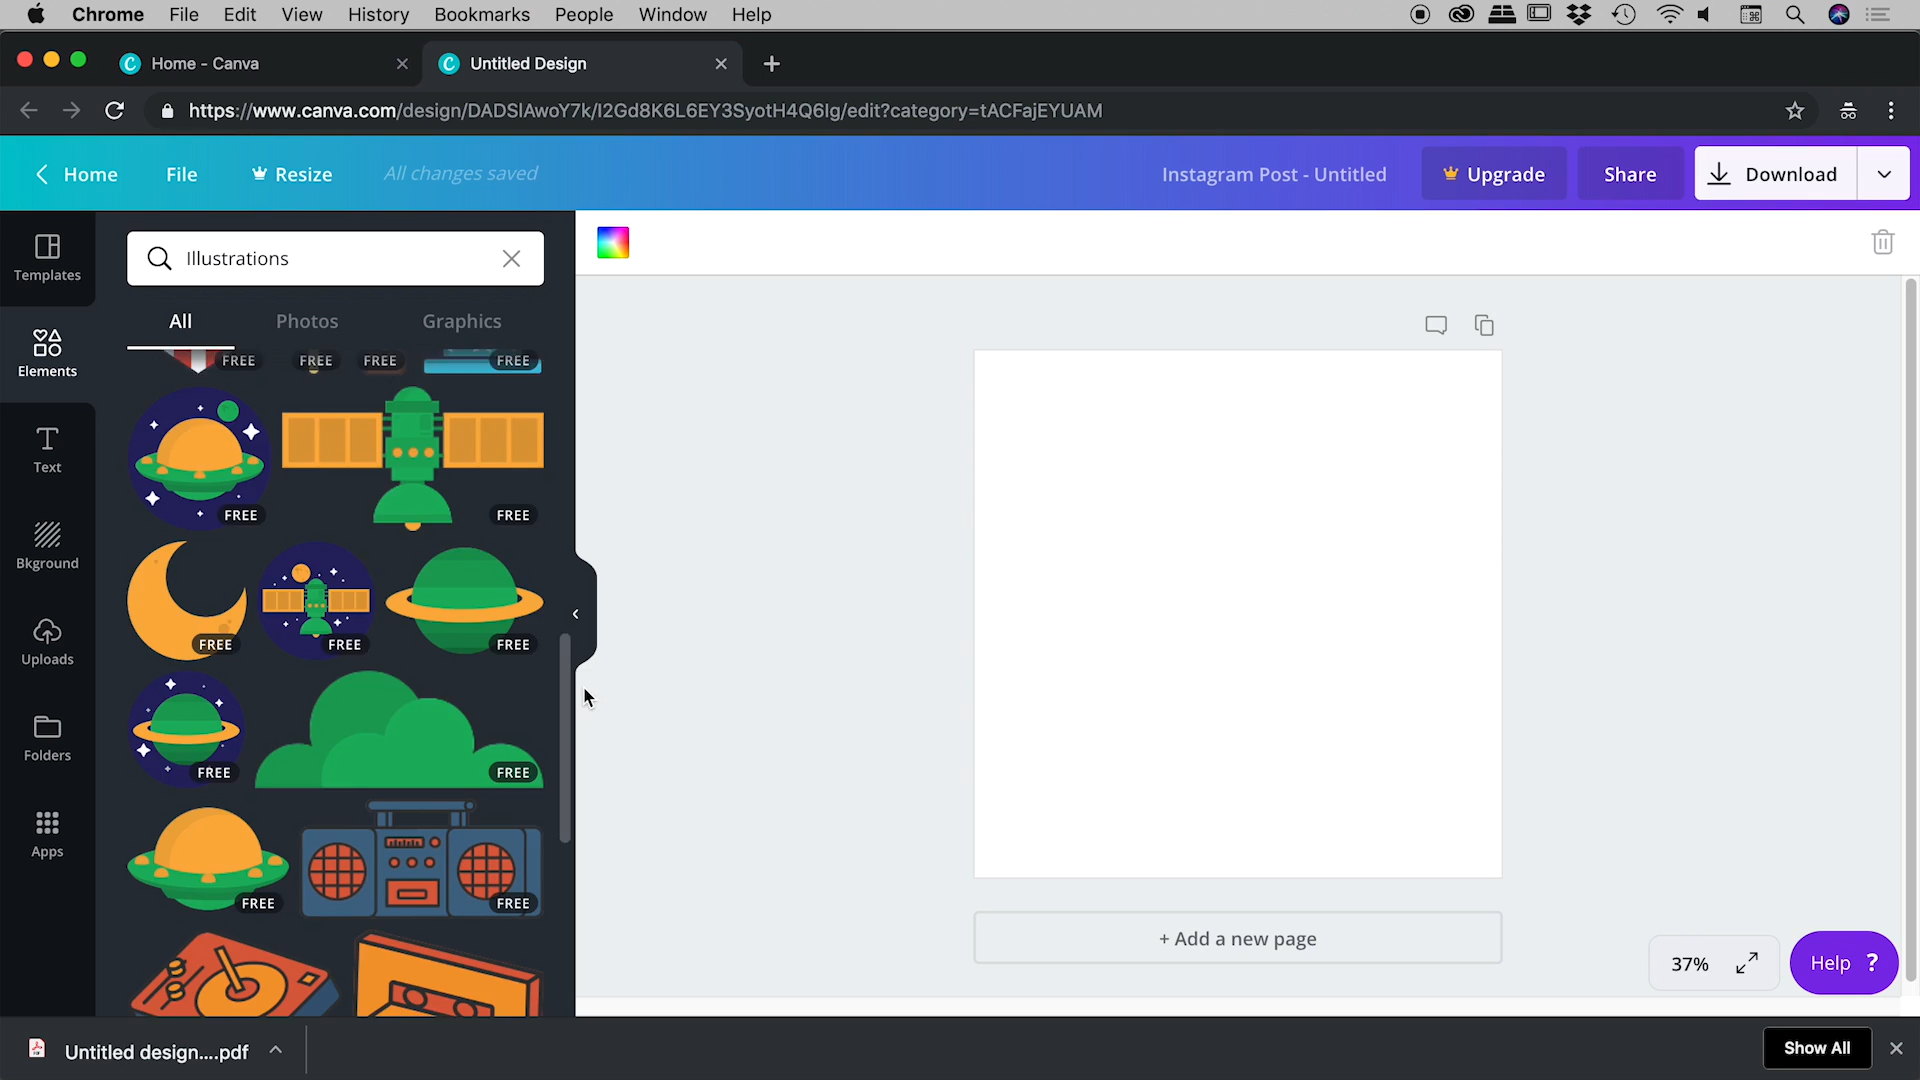 Chrome File Edit View History Bookmarks People Window Help
Home - Canva
Untitled Design
https://www.canva.com/design/DADSIAwoY7k/I2Gd8K6L6EY3SyotH4Q6lg/edit?category=tACFajEYUAM
Home File Resize All changes saved Instagram Post - Untitled Upgrade Share Download
Templates
Elements
Text
Bkground
Uploads
Folders
Apps
Illustrations
All Photos Graphics
FREE FREE FREE FREE
FREE FREE
FREE FREE FREE
FREE FREE
FREE FREE
+ Add a new page
37%
Help ?
Untitled design....pdf
Show All